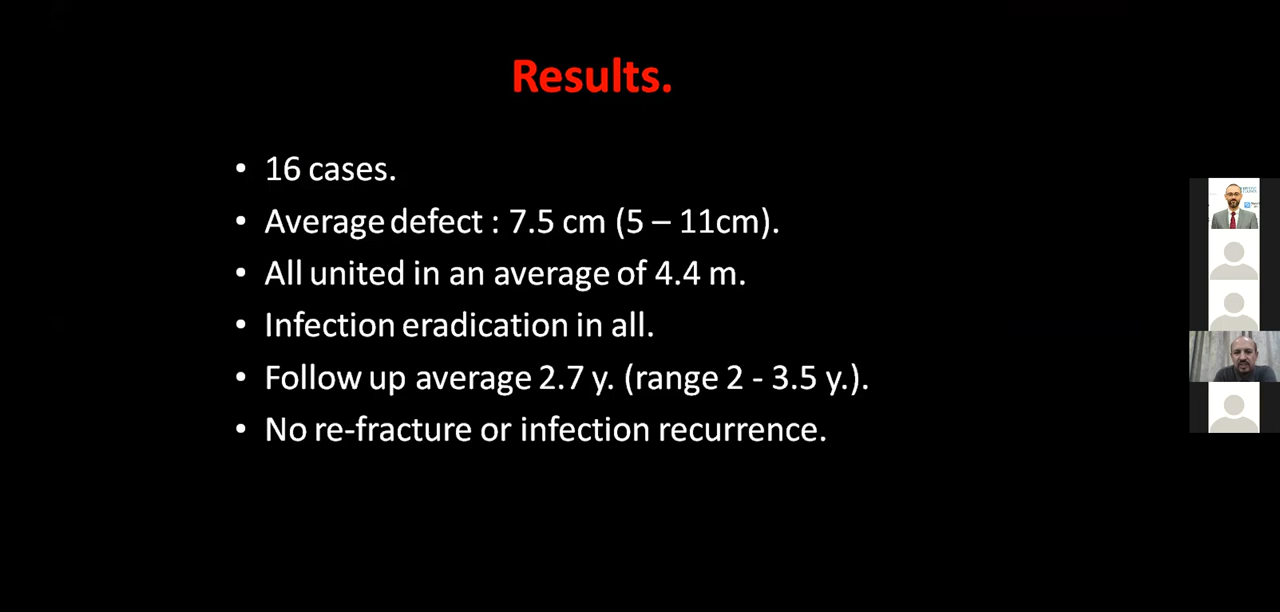 Results.
• 16 cases.
• Average defect : 7.5 cm (5 – 11cm).
• All united in an average of 4.4 m.
• Infection eradication in all.
• Follow up average 2.7 y. (range 2 - 3.5 y.).
• No re-fracture or infection recurrence.